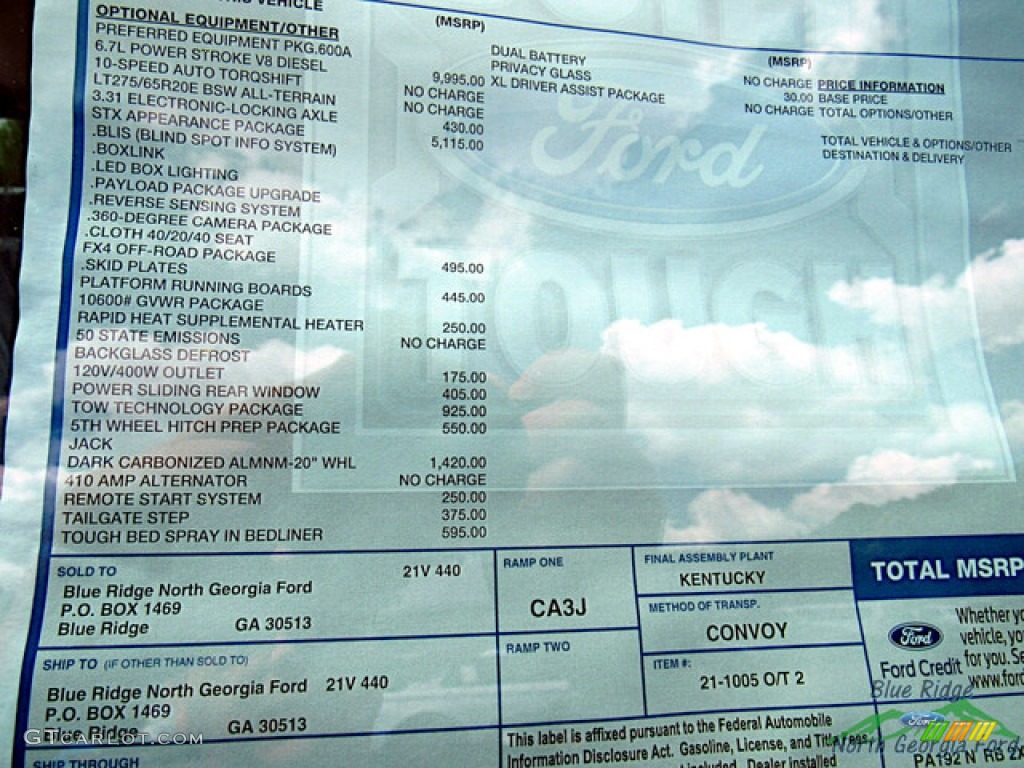 THIS VEHICLE
OPTIONAL EQUIPMENT/OTHER (MSRP)
PREFERRED EQUIPMENT PKG.600A
6.7L POWER STROKE V8 DIESEL 9,995.00
10-SPEED AUTO TORQSHIFT NO CHARGE
LT275/65R20E BSW ALL-TERRAIN NO CHARGE
3.31 ELECTRONIC-LOCKING AXLE 430.00
STX APPEARANCE PACKAGE 5,115.00
.BLIS (BLIND SPOT INFO SYSTEM)
.BOXLINK
.LED BOX LIGHTING
.PAYLOAD PACKAGE UPGRADE
.REVERSE SENSING SYSTEM
.360-DEGREE CAMERA PACKAGE
.CLOTH 40/20/40 SEAT
FX4 OFF-ROAD PACKAGE 495.00
.SKID PLATES
PLATFORM RUNNING BOARDS 445.00
10600# GVWR PACKAGE
RAPID HEAT SUPPLEMENTAL HEATER 250.00
50 STATE EMISSIONS NO CHARGE
BACKGLASS DEFROST
120V/400W OUTLET 175.00
POWER SLIDING REAR WINDOW 405.00
TOW TECHNOLOGY PACKAGE 925.00
5TH WHEEL HITCH PREP PACKAGE 550.00
JACK
DARK CARBONIZED ALMNM-20" WHL 1,420.00
410 AMP ALTERNATOR NO CHARGE
REMOTE START SYSTEM 250.00
TAILGATE STEP 375.00
TOUGH BED SPRAY IN BEDLINER 595.00
(MSRP)
DUAL BATTERY NO CHARGE
PRIVACY GLASS 30.00
XL DRIVER ASSIST PACKAGE NO CHARGE
PRICE INFORMATION
BASE PRICE
TOTAL OPTIONS/OTHER
TOTAL VEHICLE & OPTIONS/OTHER
DESTINATION & DELIVERY
Ford
TOUGH
SOLD TO 21V 440
Blue Ridge North Georgia Ford
P.O. BOX 1469
Blue Ridge GA 30513
SHIP TO (IF OTHER THAN SOLD TO)
Blue Ridge North Georgia Ford 21V 440
P.O. BOX 1469
Blue Ridge GA 30513
SHIP THROUGH
RAMP ONE
CA3J
RAMP TWO
FINAL ASSEMBLY PLANT
KENTUCKY
METHOD OF TRANSP.
CONVOY
ITEM #:
21-1005 O/T 2
This label is affixed pursuant to the Federal Automobile
Information Disclosure Act. Gasoline, License, and Title Fees,
included. Dealer installed
TOTAL MSRP
Ford
Ford Credit
Whether
vehicle,
for you.
www.ford
PA192 N RB
GTCarLot.com
Blue Ridge
Ford
North Georgia Ford